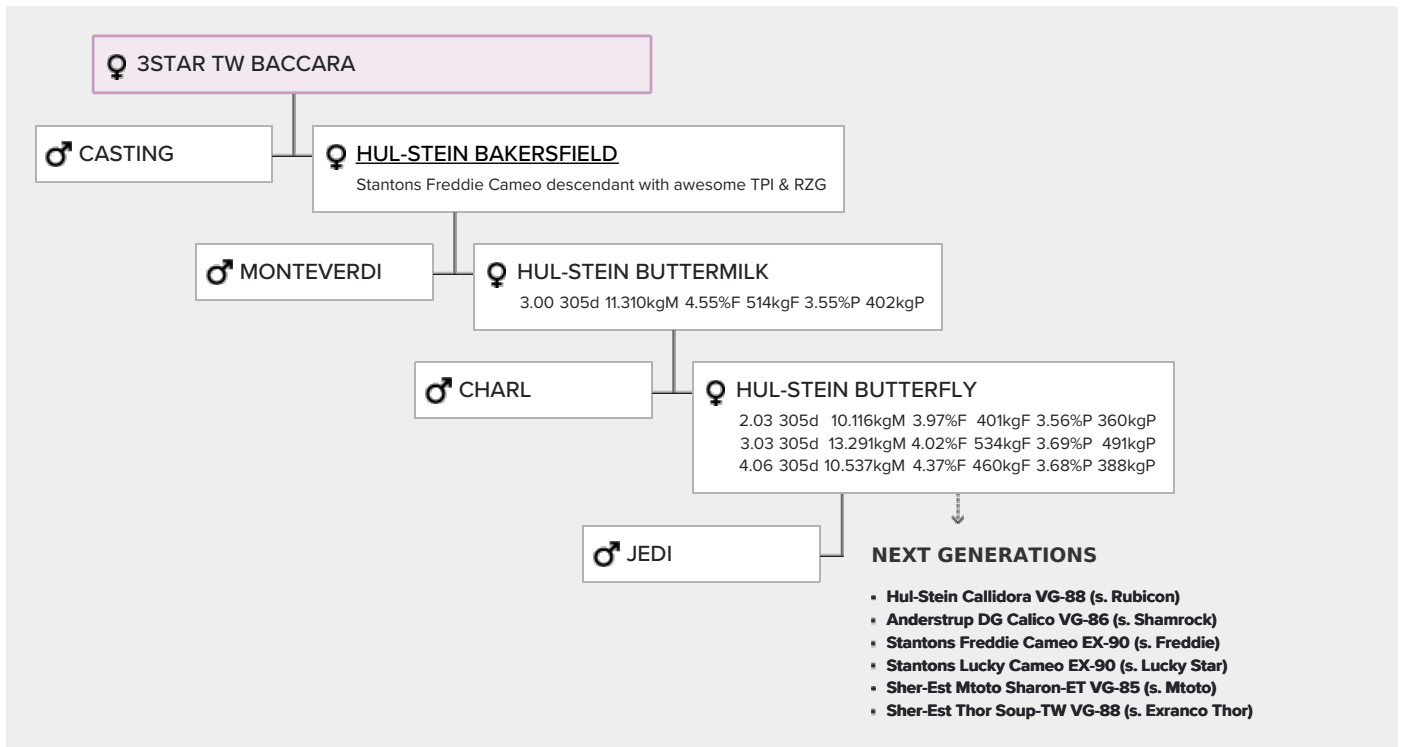 3STAR TW BACCARA
CASTING
HUL-STEIN BAKERSFIELD
Stantons Freddie Cameo descendant with awesome TPI & RZG
MONTEVERDI
HUL-STEIN BUTTERMILK
3.00 305d 11.310kgM 4.55%F 514kgF 3.55%P 402kgP
CHARL
HUL-STEIN BUTTERFLY
2.03 305d 10.116kgM 3.97%F 401kgF 3.56%P 360kgP
3.03 305d 13.291kgM 4.02%F 534kgF 3.69%P 491kgP
4.06 305d 10.537kgM 4.37%F 460kgF 3.68%P 388kgP
JEDI
NEXT GENERATIONS
Hul-Stein Callidora VG-88 (s. Rubicon)
Anderstrup DG Calico VG-86 (s. Shamrock)
Stantons Freddie Cameo EX-90 (s. Freddie)
Stantons Lucky Cameo EX-90 (s. Lucky Star)
Sher-Est Mtoto Sharon-ET VG-85 (s. Mtoto)
Sher-Est Thor Soup-TW VG-88 (s. Exranco Thor)